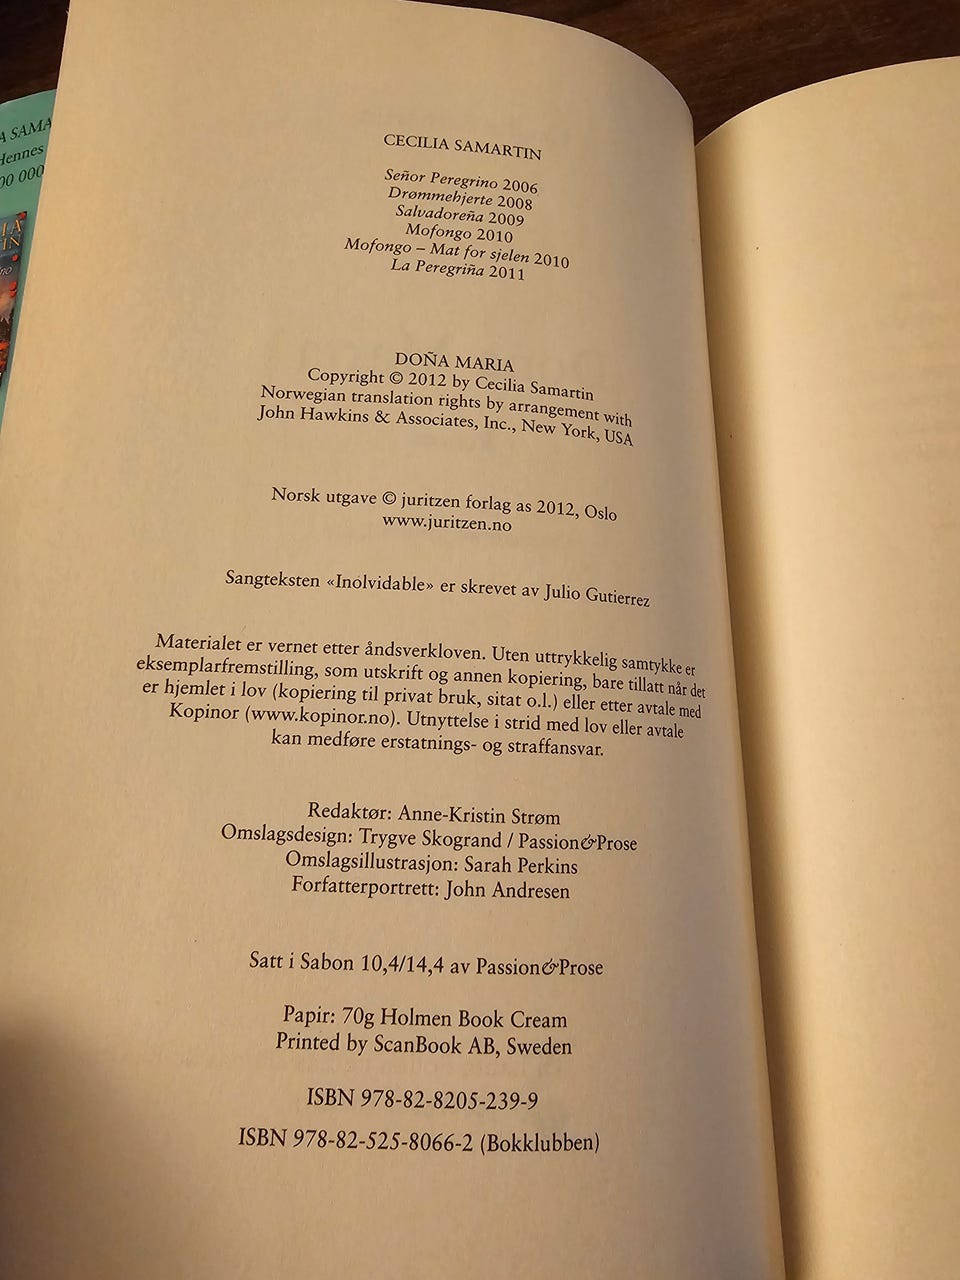 A SAMA
Hennes
00 000
IA
TIN
CECILIA SAMARTIN
Señor Peregrino 2006
Drømmehjerte 2008
Salvadoreña 2009
Mofongo 2010
Mofongo – Mat for sjelen 2010
La Peregriña 2011
DOÑA MARIA
Copyright © 2012 by Cecilia Samartin
Norwegian translation rights by arrangement with
John Hawkins & Associates, Inc., New York, USA
Norsk utgave © juritzen forlag as 2012, Oslo
www.juritzen.no
Sangteksten «Inolvidable» er skrevet av Julio Gutierrez
Materialet er vernet etter åndsverkloven. Uten uttrykkelig samtykke er
eksemplarfremstilling, som utskrift og annen kopiering, bare tillatt når det
er hjemlet i lov (kopiering til privat bruk, sitat o.l.) eller etter avtale med
Kopinor (www.kopinor.no). Utnyttelse i strid med lov eller avtale
kan medføre erstatnings- og straffansvar.
Redaktør: Anne-Kristin Strøm
Omslagsdesign: Trygve Skogrand / Passion&Prose
Omslagsillustrasjon: Sarah Perkins
Forfatterportrett: John Andresen
Satt i Sabon 10,4/14,4 av Passion&Prose
Papir: 70g Holmen Book Cream
Printed by ScanBook AB, Sweden
ISBN 978-82-8205-239-9
ISBN 978-82-525-8066-2 (Bokklubben)